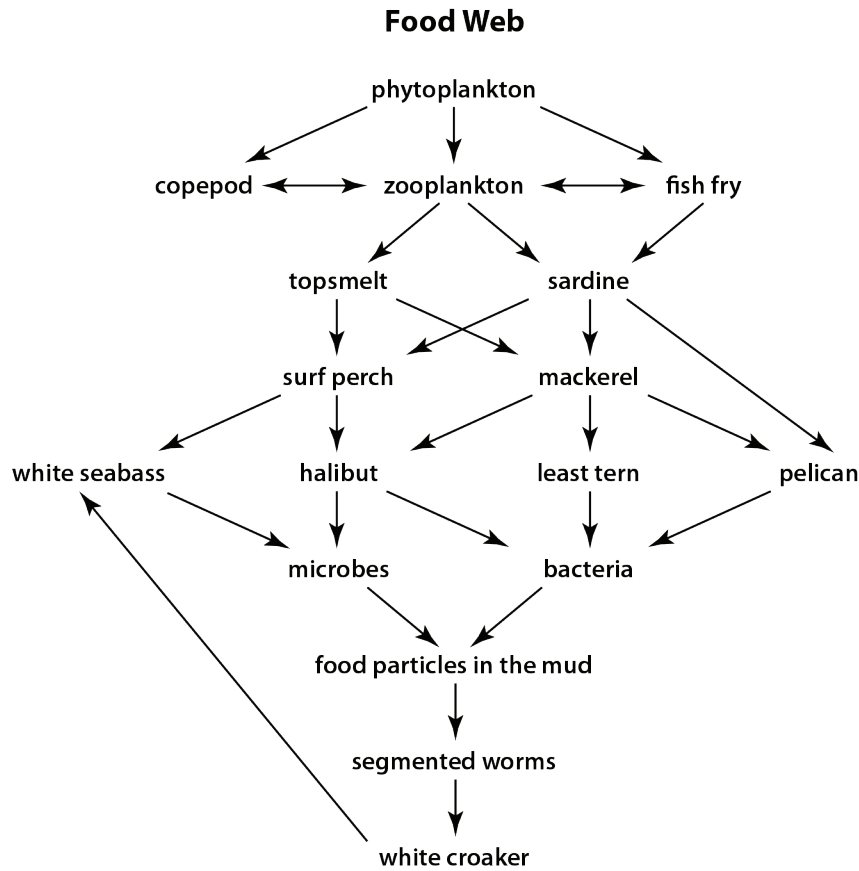 Food Web
phytoplankton
copepod
zooplankton
fish fry
topsmelt
sardine
surf perch
mackerel
white seabass
halibut
least tern
pelican
microbes
bacteria
food particles in the mud
segmented worms
white croaker